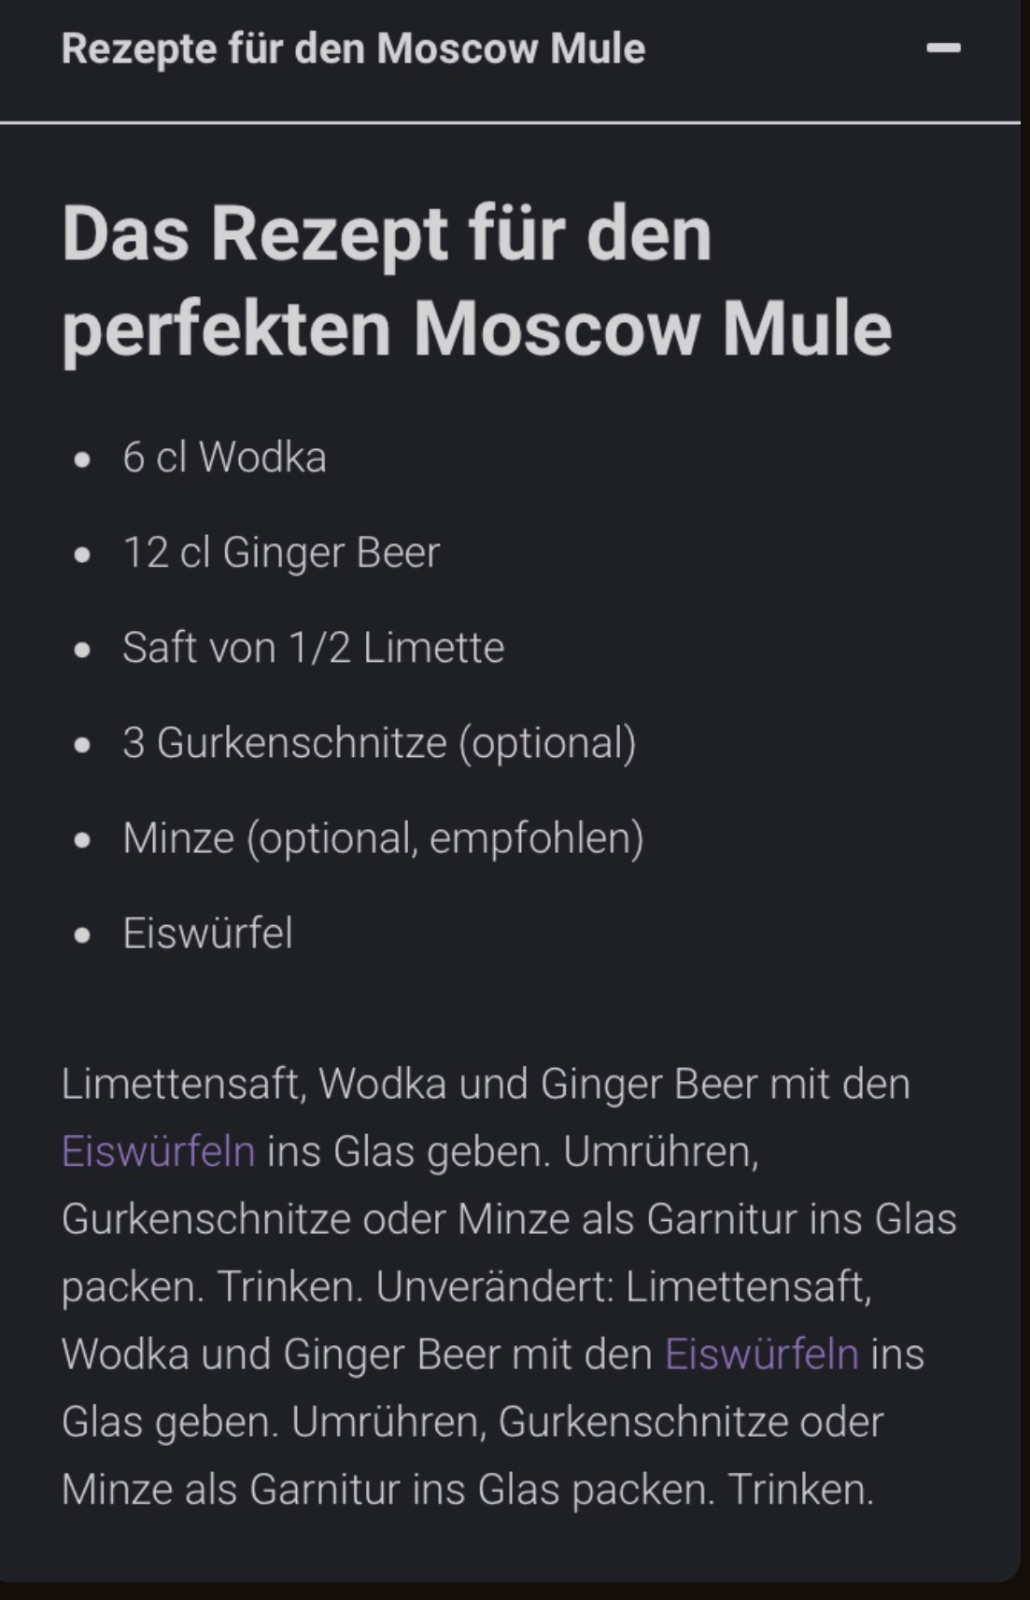 Rezepte für den Moscow Mule
Das Rezept für den
perfekten Moscow Mule
6 cl Wodka
12 cl Ginger Beer
Saft von 1/2 Limette
3 Gurkenschnitze (optional)
Minze (optional, empfohlen)
Eiswürfel
Limettensaft, Wodka und Ginger Beer mit den
Eiswürfeln ins Glas geben. Umrühren,
Gurkenschnitze oder Minze als Garnitur ins Glas
packen. Trinken. Unverändert: Limettensaft,
Wodka und Ginger Beer mit den Eiswürfeln ins
Glas geben. Umrühren, Gurkenschnitze oder
Minze als Garnitur ins Glas packen. Trinken.